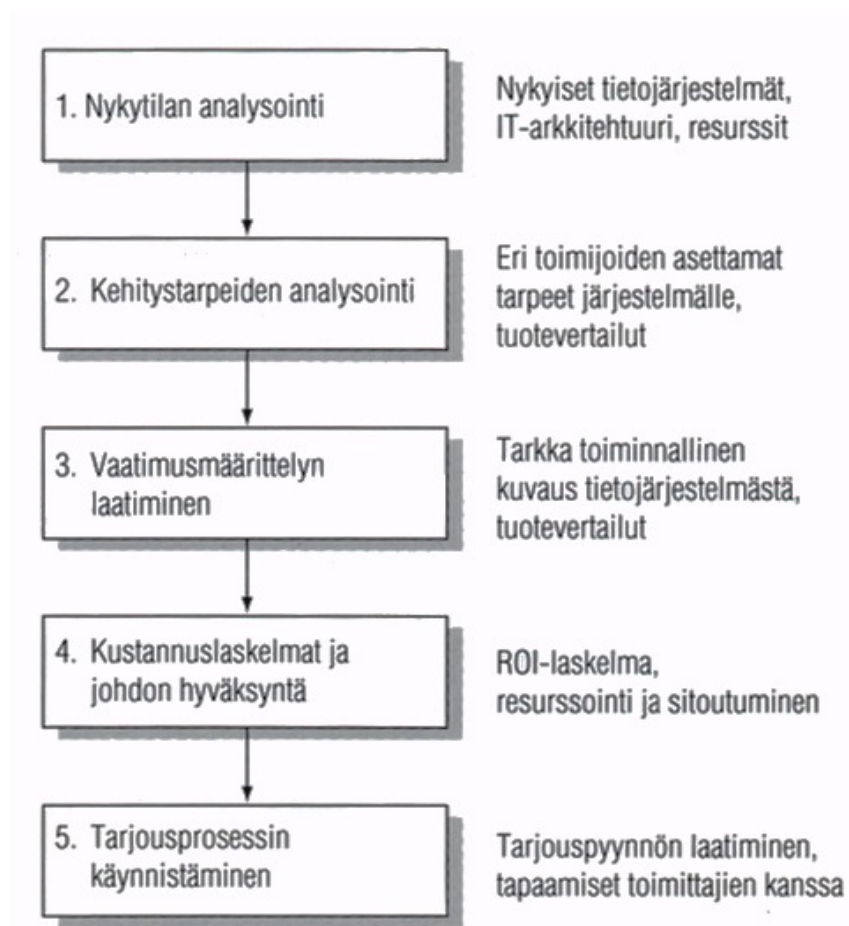 1. Nykytilan analysointi
Nykyiset tietojärjestelmät,
IT-arkkitehtuuri, resurssit
2. Kehitystarpeiden analysointi
Eri toimijoiden asettamat
tarpeet järjestelmälle,
tuotevertailut
3. Vaatimusmäärittelyn
laatiminen
Tarkka toiminnallinen
kuvaus tietojärjestelmästä,
tuotevertailut
4. Kustannuslaskelmat ja
johdon hyväksyntä
ROI-laskelma,
resurssointi ja sitoutuminen
5. Tarjousprosessin
käynnistäminen
Tarjouspyynnön laatiminen,
tapaamiset toimittajien kanssa